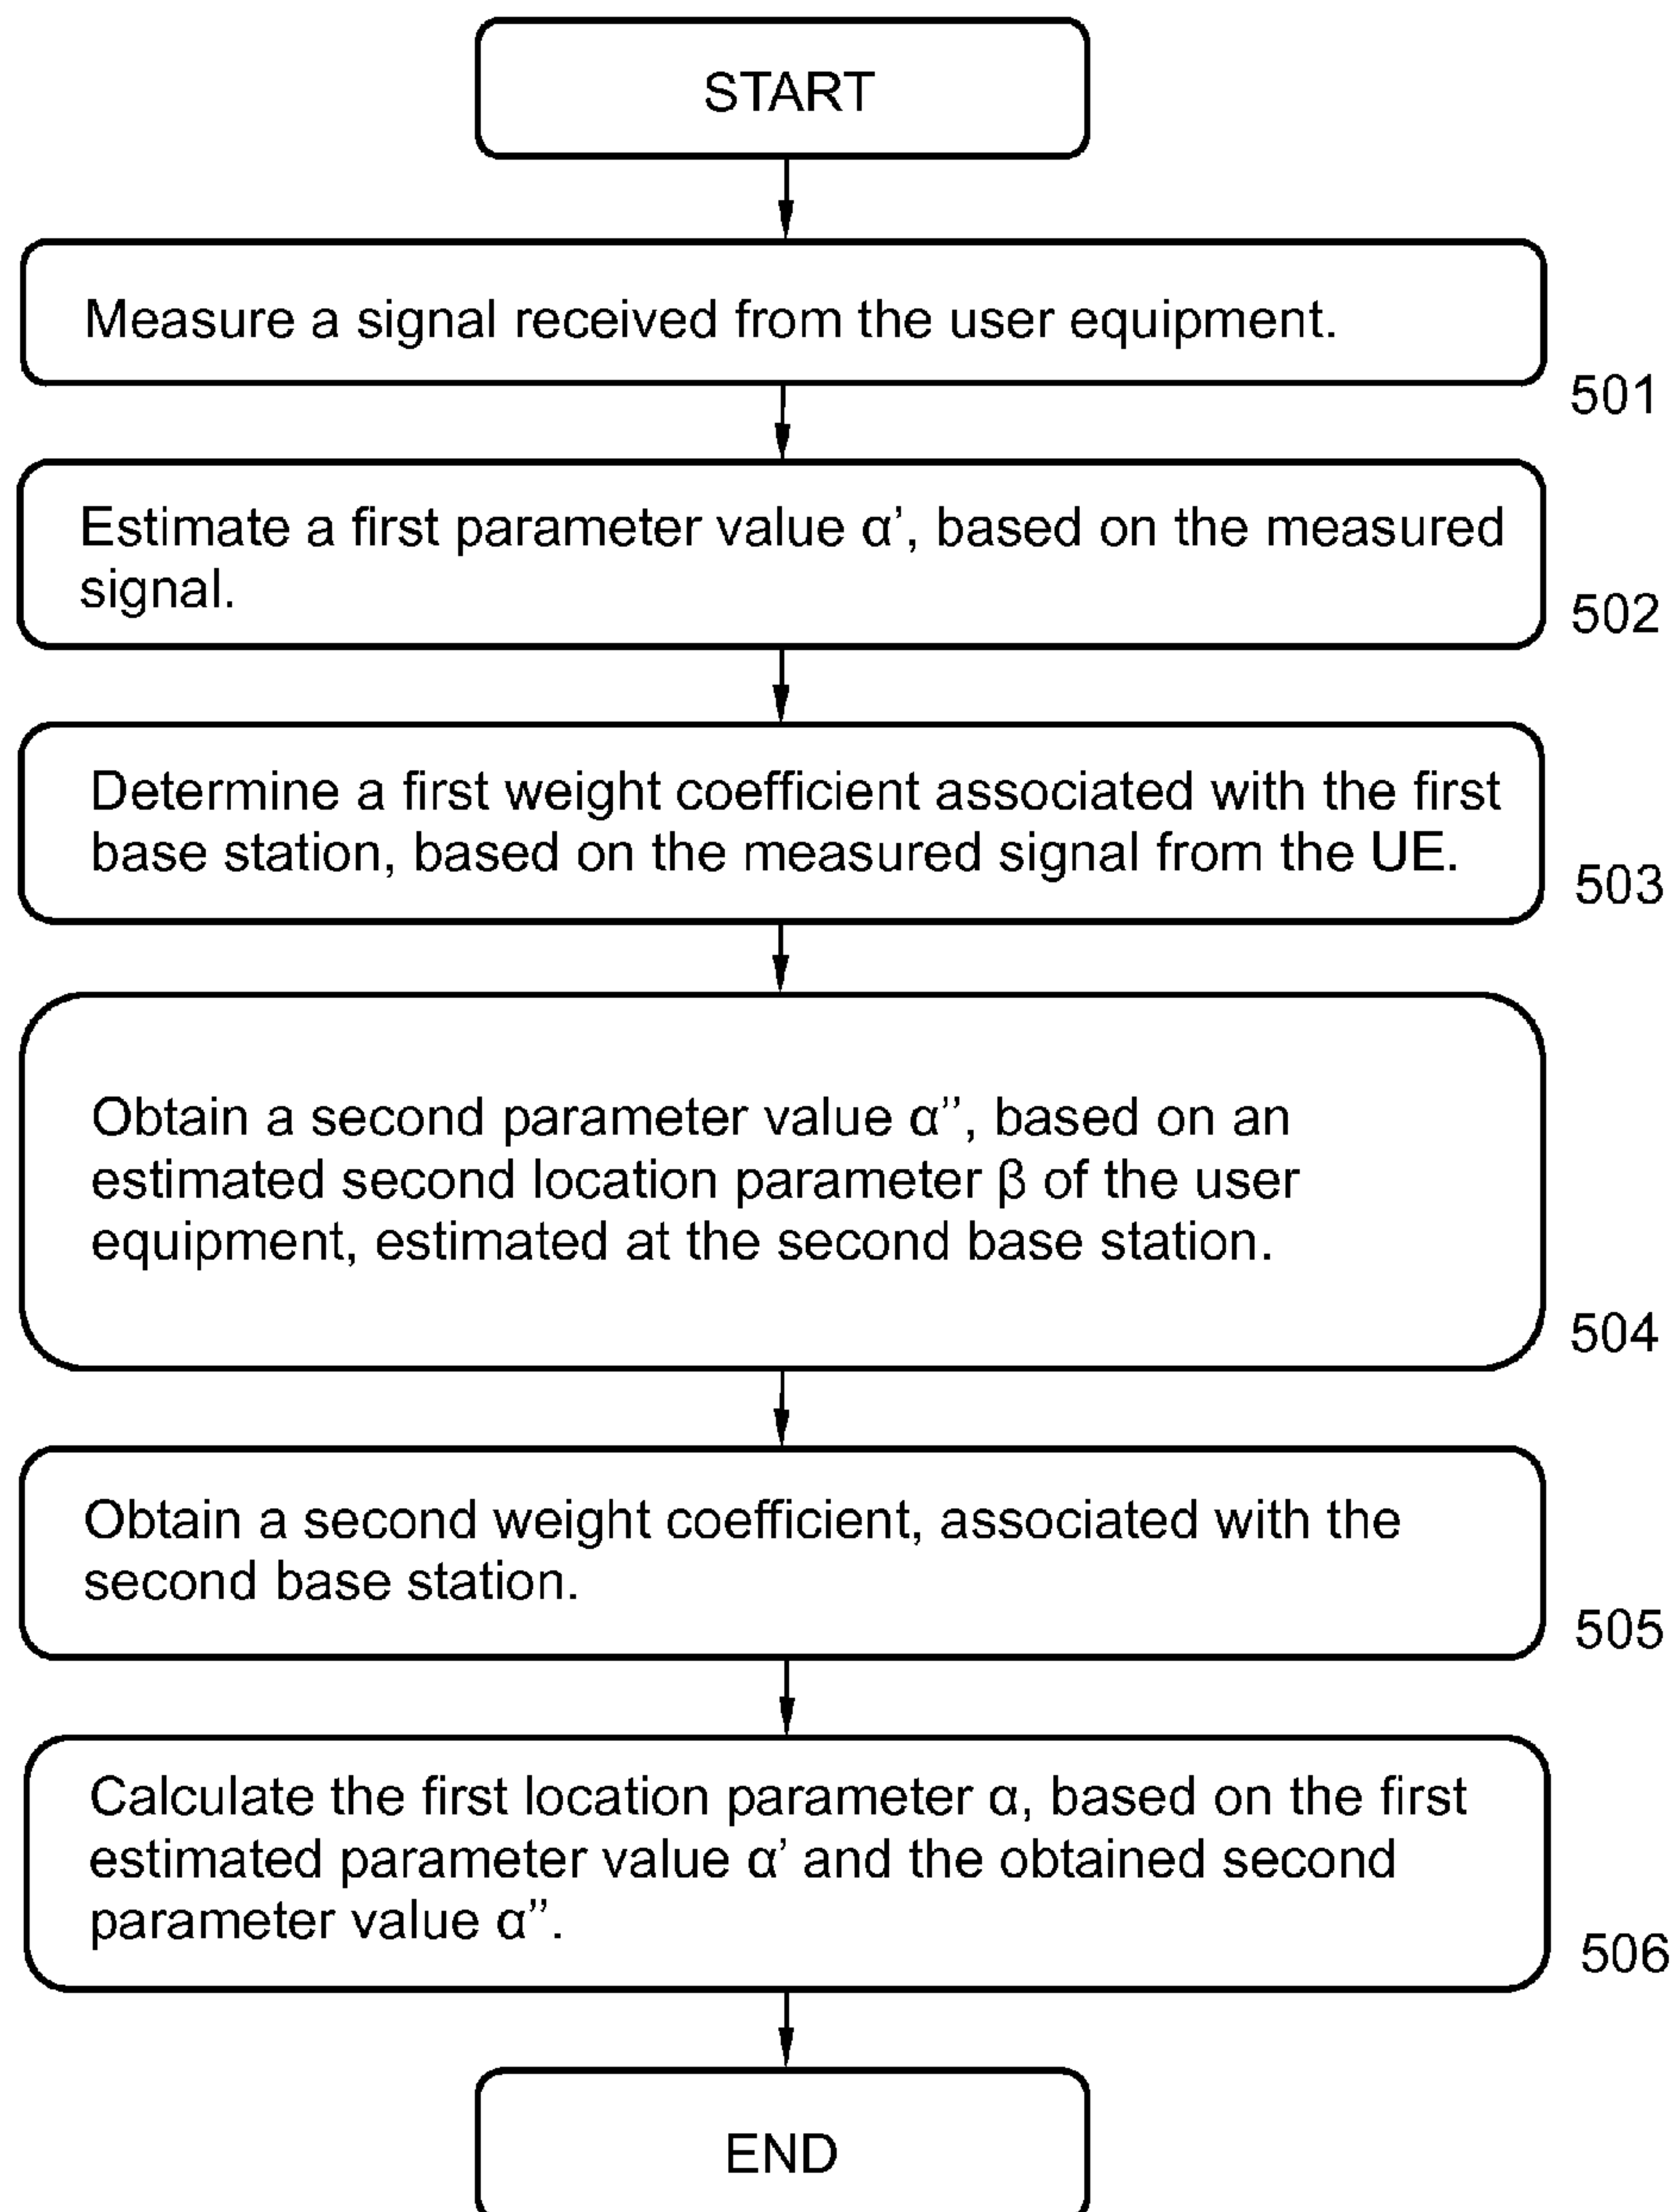 START
Measure a signal received from the user equipment.
501
Estimate a first parameter value α’, based on the measured
signal.
502
Determine a first weight coefficient associated with the first
base station, based on the measured signal from the UE.
503
Obtain a second parameter value α’’, based on an
estimated second location parameter β of the user
equipment, estimated at the second base station.
504
Obtain a second weight coefficient, associated with the
second base station.
505
Calculate the first location parameter α, based on the first
estimated parameter value α’ and the obtained second
parameter value α’’.
506
END